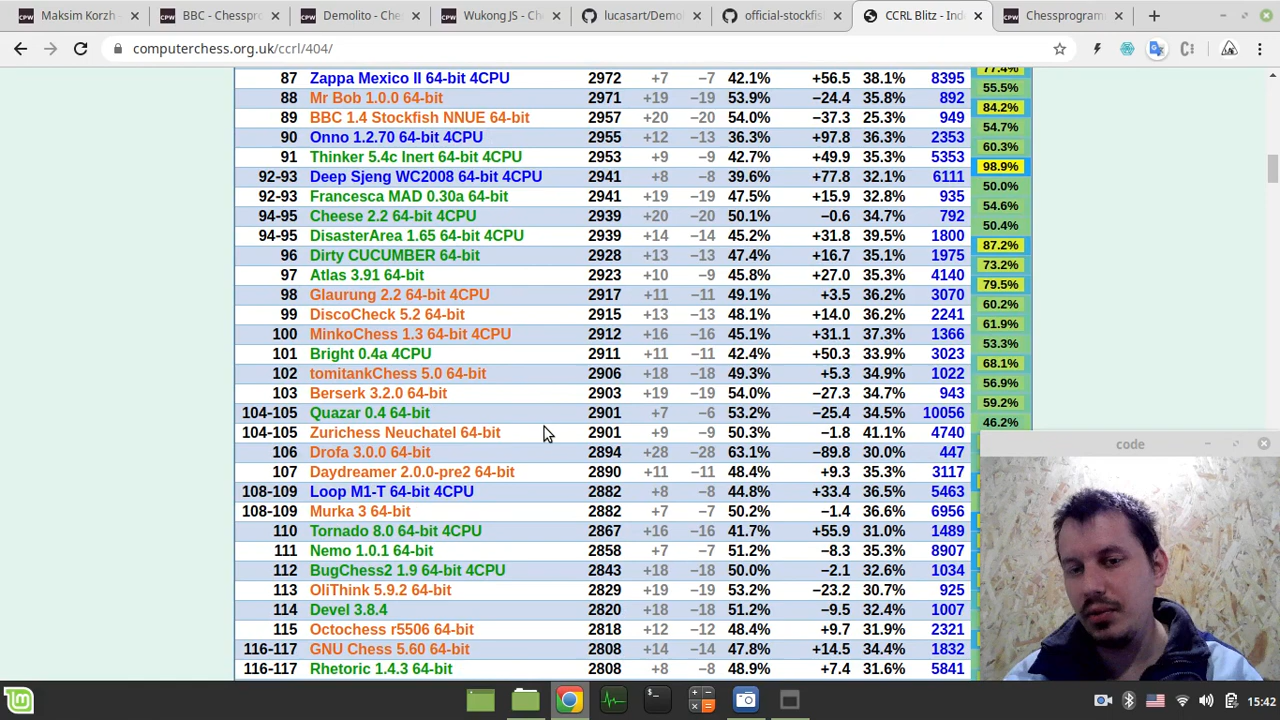 Maksim Korzh
BBC - Chesspro
Demolito - Chess
Wukong JS - Ch
lucasart/Demo
official-stockfis
CCRL Blitz - Ind
Chessprogram
computerchess.org.uk/ccrl/404/
77.4%
87 Zappa Mexico II 64-bit 4CPU 2972 +7 −7 42.1% +56.5 38.1% 8395 55.5%
88 Mr Bob 1.0.0 64-bit 2971 +19 −19 53.9% −24.4 35.8% 892 84.2%
89 BBC 1.4 Stockfish NNUE 64-bit 2957 +20 −20 54.0% −37.3 25.3% 949 54.7%
90 Onno 1.2.70 64-bit 4CPU 2955 +12 −13 36.3% +97.8 36.3% 2353 60.3%
91 Thinker 5.4c Inert 64-bit 4CPU 2953 +9 −9 42.7% +49.9 35.3% 5353 98.9%
92-93 Deep Sjeng WC2008 64-bit 4CPU 2941 +8 −8 39.6% +77.8 32.1% 6111 50.0%
92-93 Francesca MAD 0.30a 64-bit 2941 +19 −19 47.5% +15.9 32.8% 935 54.6%
94-95 Cheese 2.2 64-bit 4CPU 2939 +20 −20 50.1% −0.6 34.7% 792 50.4%
94-95 DisasterArea 1.65 64-bit 4CPU 2939 +14 −14 45.2% +31.8 39.5% 1800 87.2%
96 Dirty CUCUMBER 64-bit 2928 +13 −13 47.4% +16.7 35.1% 1975 73.2%
97 Atlas 3.91 64-bit 2923 +10 −9 45.8% +27.0 35.3% 4140 79.5%
98 Glaurung 2.2 64-bit 4CPU 2917 +11 −11 49.1% +3.5 36.2% 3070 60.2%
99 DiscoCheck 5.2 64-bit 2915 +13 −13 48.1% +14.0 36.2% 2241 61.9%
100 MinkoChess 1.3 64-bit 4CPU 2912 +16 −16 45.1% +31.1 37.3% 1366 53.3%
101 Bright 0.4a 4CPU 2911 +11 −11 42.4% +50.3 33.9% 3023 68.1%
102 tomitankChess 5.0 64-bit 2906 +18 −18 49.3% +5.3 34.9% 1022 56.9%
103 Berserk 3.2.0 64-bit 2903 +19 −19 54.0% −27.3 34.7% 943 59.2%
104-105 Quazar 0.4 64-bit 2901 +7 −6 53.2% −25.4 34.5% 10056 46.2%
104-105 Zurichess Neuchatel 64-bit 2901 +9 −9 50.3% −1.8 41.1% 4740
106 Drofa 3.0.0 64-bit 2894 +28 −28 63.1% −89.8 30.0% 447
107 Daydreamer 2.0.0-pre2 64-bit 2890 +11 −11 48.4% +9.3 35.3% 3117
108-109 Loop M1-T 64-bit 4CPU 2882 +8 −8 44.8% +33.4 36.5% 5463
108-109 Murka 3 64-bit 2882 +7 −7 50.2% −1.4 36.6% 6956
110 Tornado 8.0 64-bit 4CPU 2867 +16 −16 41.7% +55.9 31.0% 1489
111 Nemo 1.0.1 64-bit 2858 +7 −7 51.2% −8.3 35.3% 8907
112 BugChess2 1.9 64-bit 4CPU 2843 +18 −18 50.0% −2.1 32.6% 1034
113 OliThink 5.9.2 64-bit 2829 +19 −19 53.2% −23.2 30.7% 925
114 Devel 3.8.4 2820 +18 −18 51.2% −9.5 32.4% 1007
115 Octochess r5506 64-bit 2818 +12 −12 48.4% +9.7 31.9% 2321
116-117 GNU Chess 5.60 64-bit 2808 +14 −14 47.8% +14.5 34.4% 1832
116-117 Rhetoric 1.4.3 64-bit 2808 +8 −8 48.9% +7.4 31.6% 5841
code
15:42